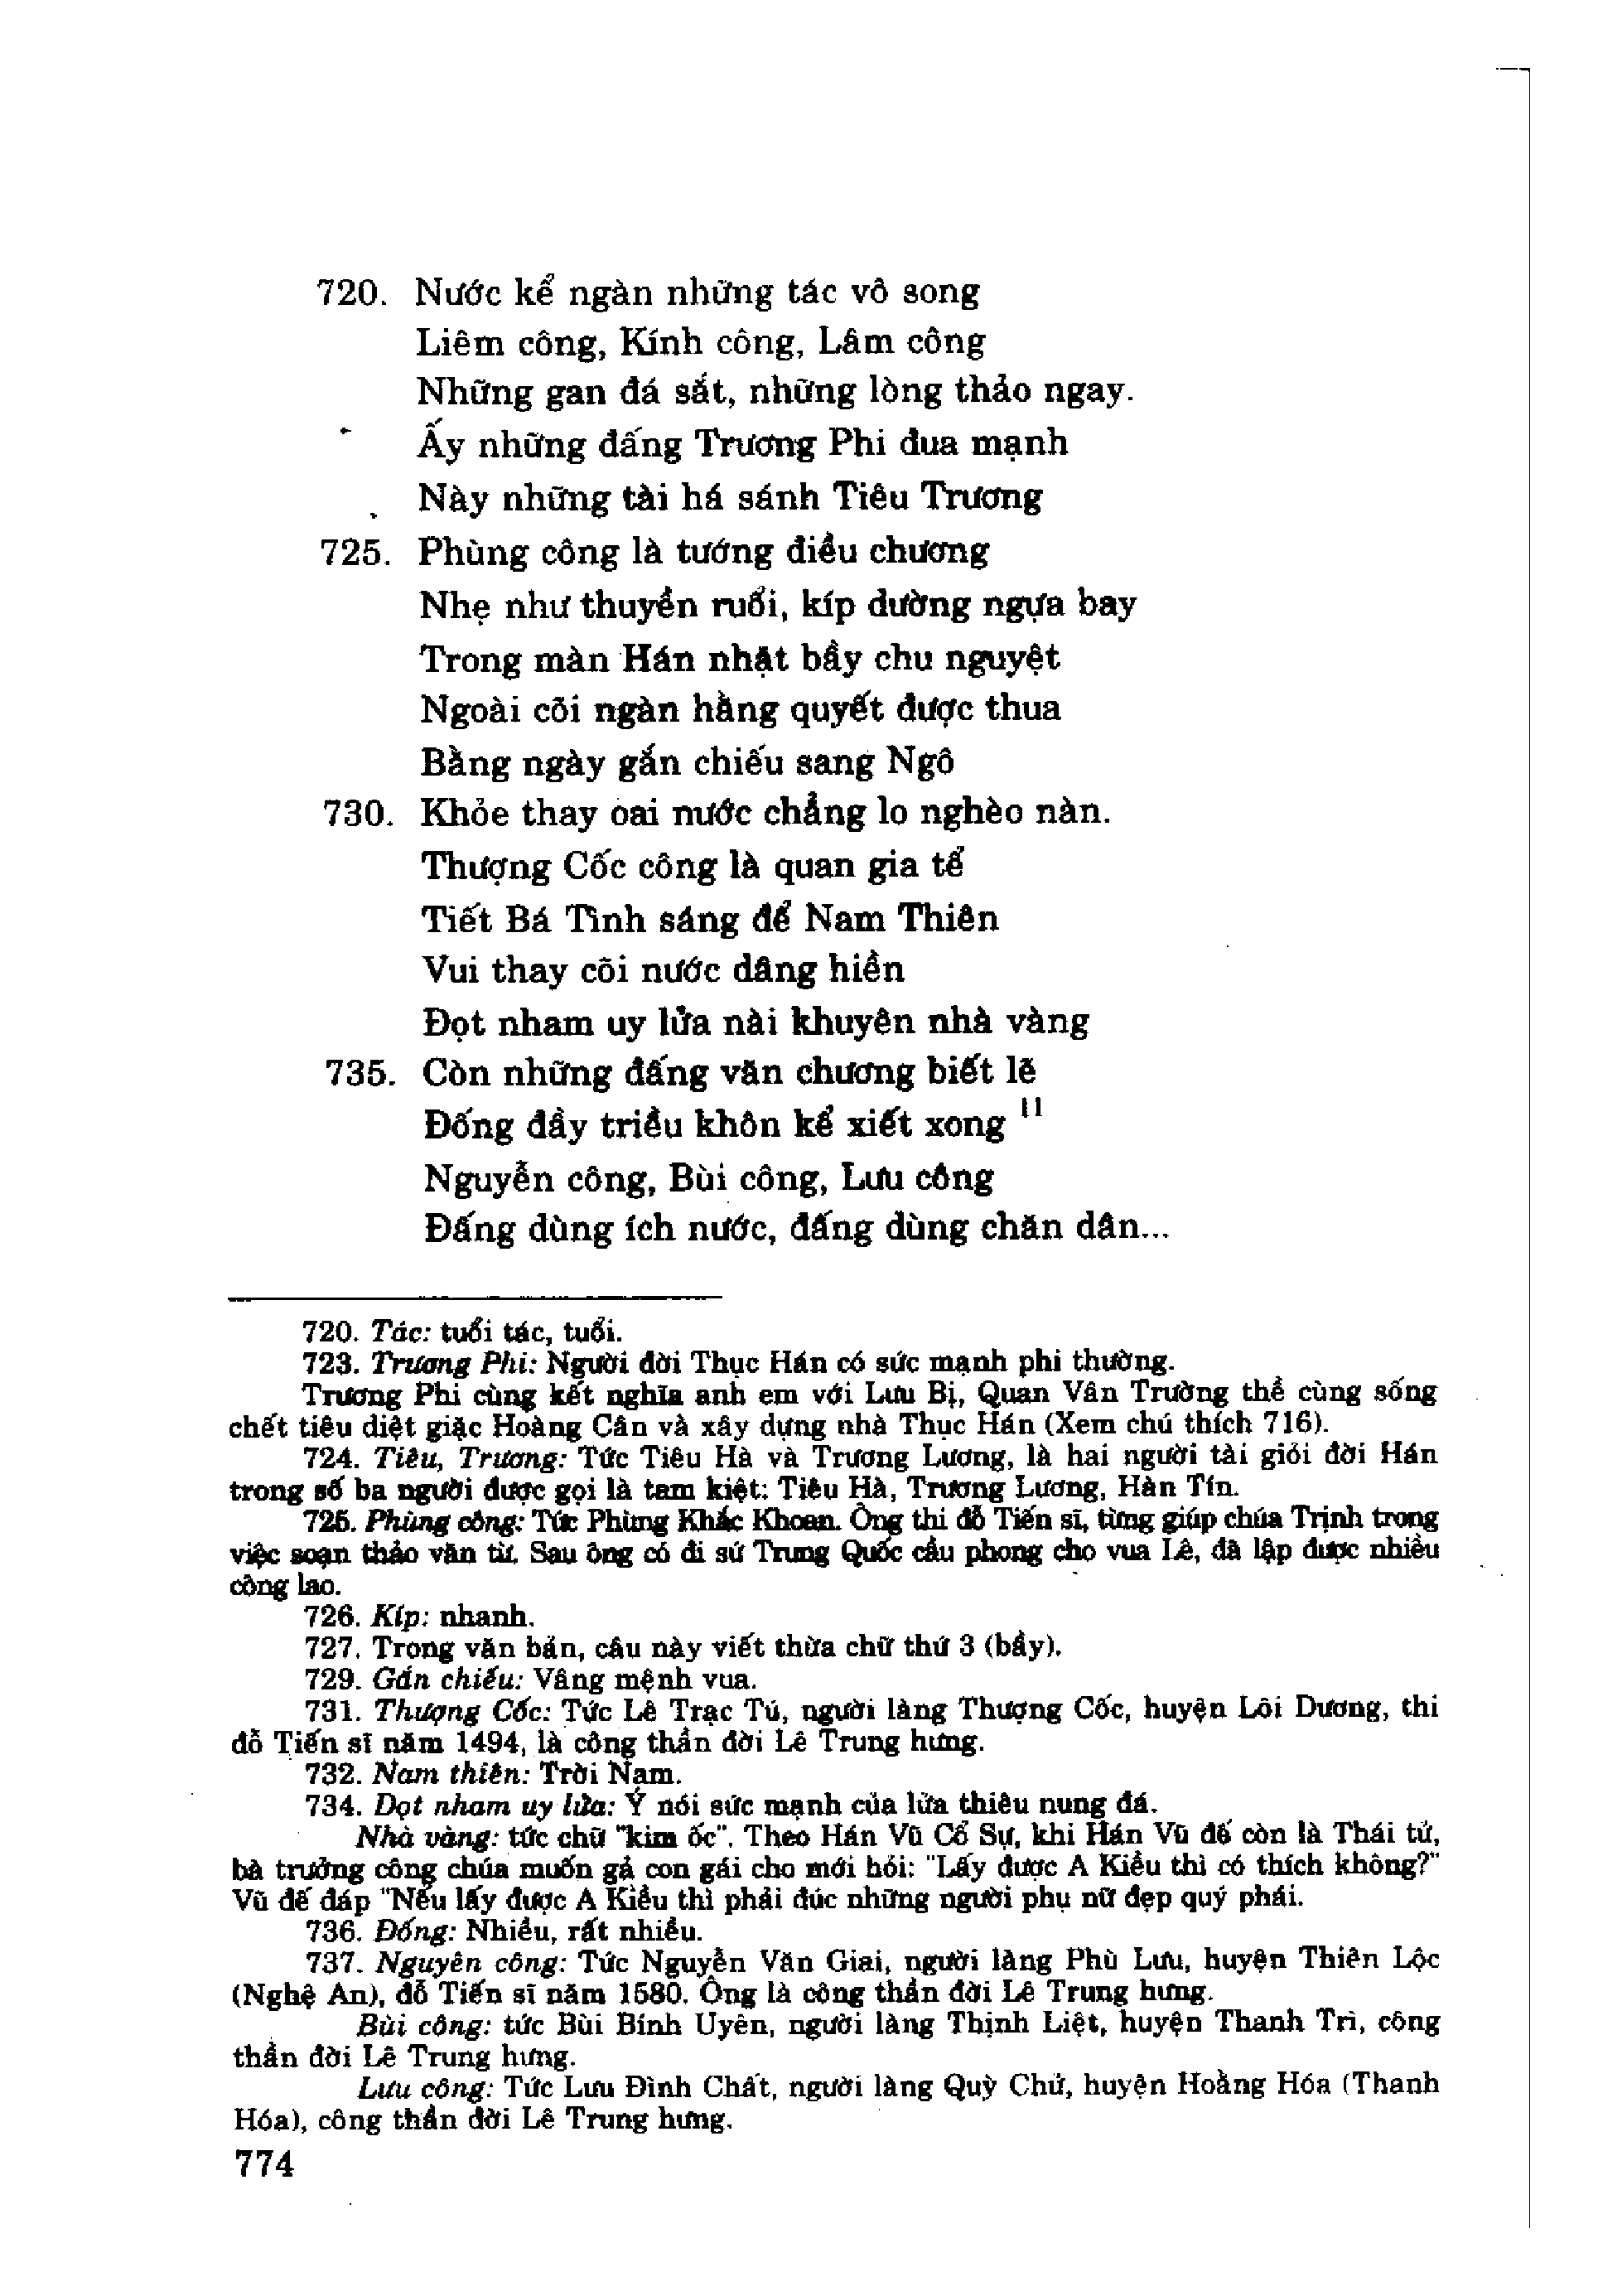 720. Nước kể ngàn những tác vô song
Liêm công, Kính công, Lâm công
Những gan đá sắt, những lòng thảo ngay.
Ấy những đấng Trương Phi đua mạnh
Này những tài há sánh Tiêu Trương
725. Phùng công là tướng điều chương
Nhẹ như thuyền ruổi, kíp dường ngựa bay
Trong màn Hán nhặt bầy chu nguyệt
Ngoài cõi ngàn hằng quyết được thua
Bằng ngày gắn chiếu sang Ngô
730. Khỏe thay oai nước chẳng lo nghèo nàn.
Thượng Cốc công là quan gia tể
Tiết Bá Tình sáng để Nam Thiên
Vui thay cõi nước dâng hiền
Đọt nham uy lửa nài khuyên nhà vàng
735. Còn những đấng văn chương biết lẽ
Đống đầy triều khôn kể xiết xong 11
Nguyễn công, Bùi công, Lưu công
Đấng dùng ích nước, đấng dùng chăn dân...
720. Tác: tuổi tác, tuổi.
723. Trương Phi: Người đời Thục Hán có sức mạnh phi thường.
Trương Phi cùng kết nghĩa anh em với Lưu Bị, Quan Vân Trường thề cùng sống
chết tiêu diệt giặc Hoàng Cân và xây dựng nhà Thục Hán (Xem chú thích 716).
724. Tiêu, Trương: Tức Tiêu Hà và Trương Lương, là hai người tài giỏi đời Hán
trong số ba người được gọi là tam kiệt: Tiêu Hà, Trương Lương, Hàn Tín.
725. Phùng công: Tức Phùng Khắc Khoan. Ông thi đỗ Tiến sĩ, từng giúp chúa Trịnh trong
việc soạn thảo văn từ. Sau ông có đi sứ Trung Quốc cầu phong cho vua Lê, đã lập được nhiều
công lao.
726. Kíp: nhanh.
727. Trong văn bản, câu này viết thừa chữ thứ 3 (bầy).
729. Gắn chiếu: Vâng mệnh vua.
731. Thượng Cốc: Tức Lê Trạc Tú, người làng Thượng Cốc, huyện Lôi Dương, thi
đỗ Tiến sĩ năm 1494, là công thần đời Lê Trung hưng.
732. Nam thiên: Trời Nam.
734. Dọt nham uy lửa: Ý nói sức mạnh của lửa thiêu nung đá.
Nhà vàng: tức chữ "kim ốc". Theo Hán Vũ Cổ Sự, khi Hán Vũ đế còn là Thái tử,
bà trưởng công chúa muốn gả con gái cho mới hỏi: "Lấy được A Kiều thì có thích không?"
Vũ đế đáp "Nếu lấy được A Kiều thì phải đúc những người phụ nữ đẹp quý phái.
736. Đống: Nhiều, rất nhiều.
737. Nguyên công: Tức Nguyễn Văn Giai, người làng Phù Lưu, huyện Thiên Lộc
(Nghệ An), đỗ Tiến sĩ năm 1580. Ông là công thần đời Lê Trung hưng.
Bùi công: tức Bùi Bính Uyên, người làng Thịnh Liệt, huyện Thanh Trì, công
thần đời Lê Trung hưng.
Lưu công: Tức Lưu Đình Chất, người làng Quỳ Chử, huyện Hoằng Hóa (Thanh
Hóa), công thần đời Lê Trung hưng.
774